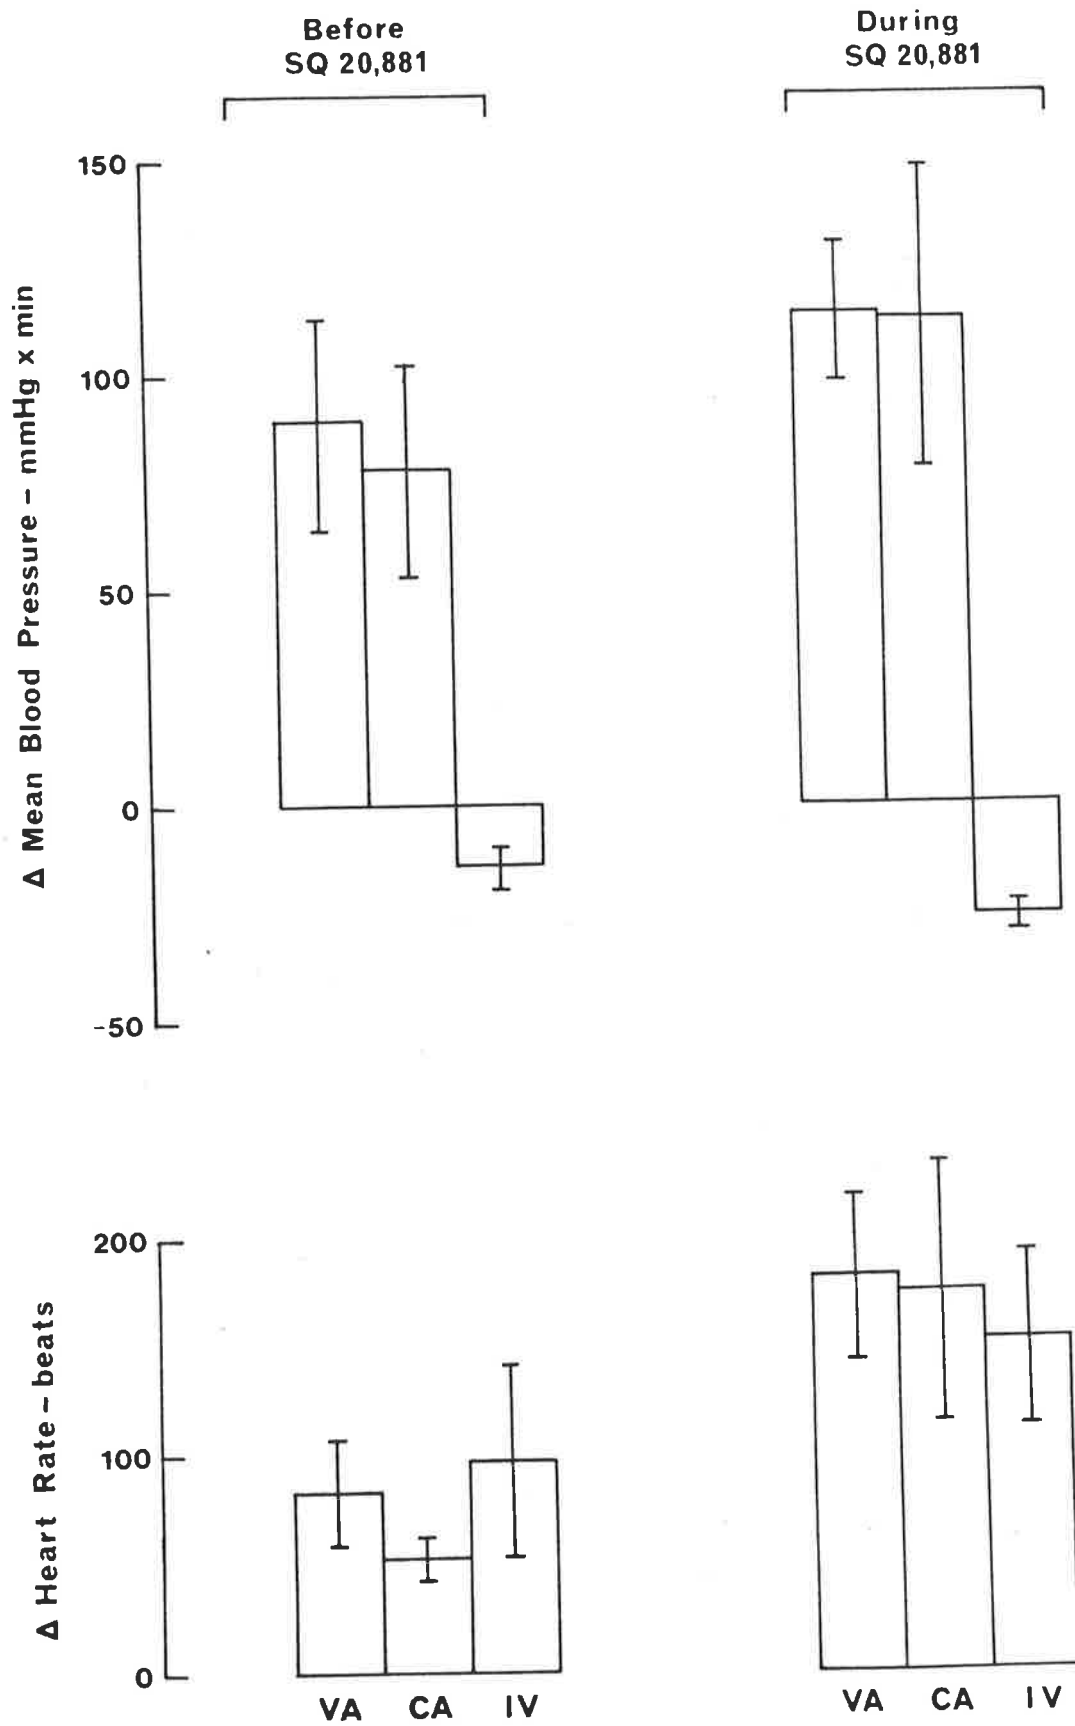 Before
SQ 20,881
During
SQ 20,881
150
100
50
0
-50
Δ Mean Blood Pressure – mmHg x min
200
100
0
Δ Heart Rate – beats
VA CA IV
VA CA IV